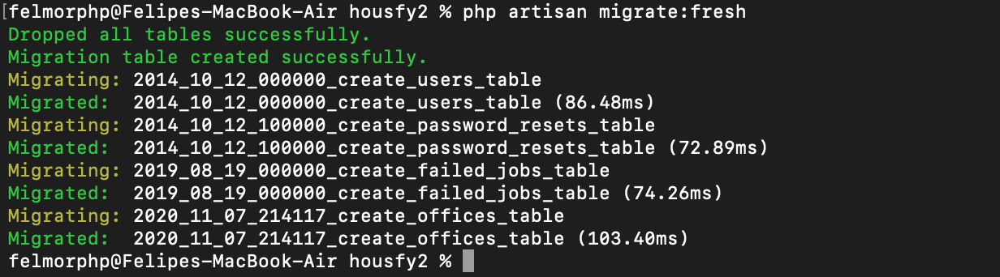 [felmorphp@Felipes-MacBook-Air housfy2 % php artisan migrate:fresh
Dropped all tables successfully.
Migration table created successfully.
Migrating: 2014_10_12_000000_create_users_table
Migrated:  2014_10_12_000000_create_users_table (86.48ms)
Migrating: 2014_10_12_100000_create_password_resets_table
Migrated:  2014_10_12_100000_create_password_resets_table (72.89ms)
Migrating: 2019_08_19_000000_create_failed_jobs_table
Migrated:  2019_08_19_000000_create_failed_jobs_table (74.26ms)
Migrating: 2020_11_07_214117_create_offices_table
Migrated:  2020_11_07_214117_create_offices_table (103.40ms)
felmorphp@Felipes-MacBook-Air housfy2 %